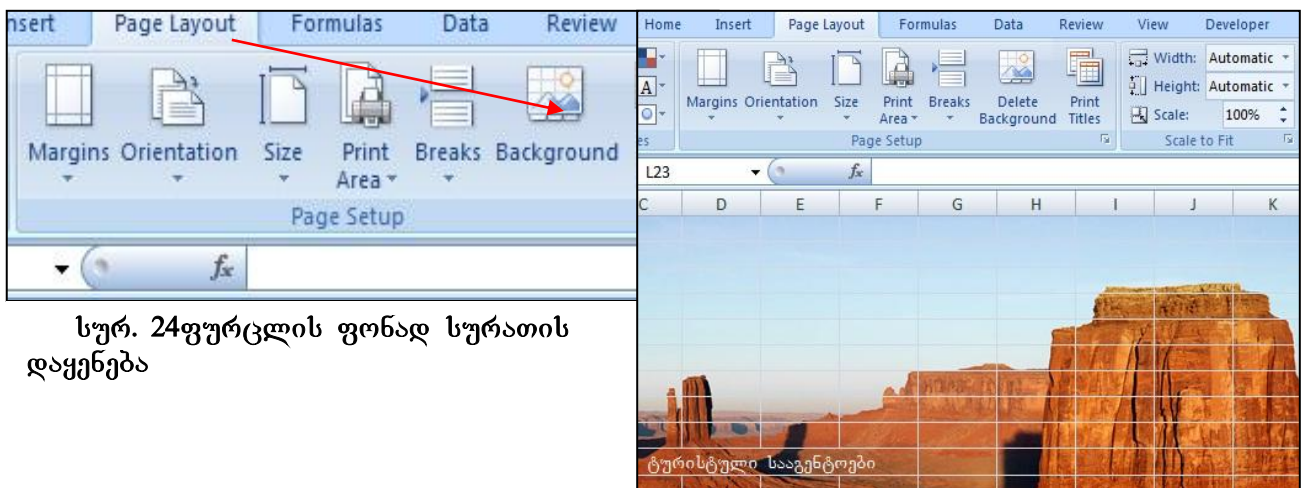 nsert Page Layout Formulas Data Review
Margins Orientation Size Print Area Breaks Background
Page Setup
fx
სურ. 24ფურცლის ფონად სურათის
დაყენება
Home Insert Page Layout Formulas Data Review View Developer
Margins Orientation Size Print Area Breaks Delete Background Print Titles
Width: Automatic
Height: Automatic
Scale: 100%
es Page Setup Scale to Fit
L23 fx
C D E F G H I J K
ტურისტული სააგენტოები